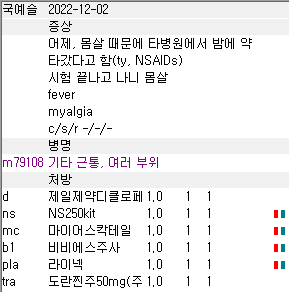 국예슬 2022-12-02
증상
어제, 몸살 때문에 타병원에서 밤에 약
타갔다고 함(ty, NSAIDs)
시험 끝나고 나니 몸살
fever
myalgia
c/s/r -/-/-
병명
m79108 기타 근통, 여러 부위
처방
d 제일제약디클로페 1.0 1 1
ns NS250kit 1.0 1 1
mc 마이어스칵테일 1.0 1 1
b1 비비에스주사 1.0 1 1
pla 라이넥 1.0 1 1
tra 도란찐주50mg(주 1.0 1 1